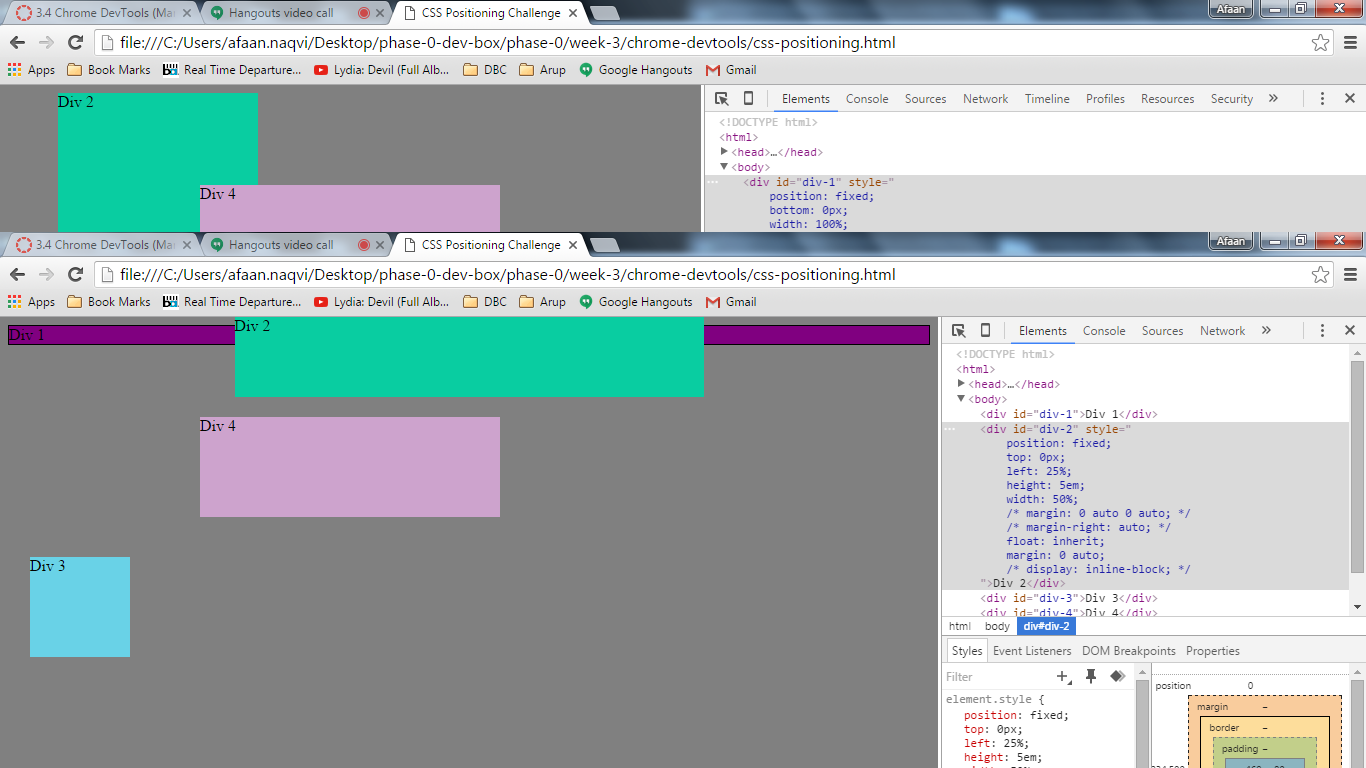 3.4 Chrome DevTools (Ma
Hangouts video call
CSS Positioning Challenge
Afaan
file:///C:/Users/afaan.naqvi/Desktop/phase-0-dev-box/phase-0/week-3/chrome-devtools/css-positioning.html
Apps Book Marks Real Time Departure... Lydia: Devil (Full Alb... DBC Arup Google Hangouts Gmail
Div 2
Div 4
Elements Console Sources Network Timeline Profiles Resources Security »
<!DOCTYPE html>
<html>
<head>…</head>
<body>
<div id="div-1" style="
position: fixed;
bottom: 0px;
width: 100%;
3.4 Chrome DevTools (Ma
Hangouts video call
CSS Positioning Challenge
Afaan
file:///C:/Users/afaan.naqvi/Desktop/phase-0-dev-box/phase-0/week-3/chrome-devtools/css-positioning.html
Apps Book Marks Real Time Departure... Lydia: Devil (Full Alb... DBC Arup Google Hangouts Gmail
Div 1
Div 2
Div 4
Div 3
Elements Console Sources Network »
<!DOCTYPE html>
<html>
<head>…</head>
<body>
<div id="div-1">Div 1</div>
<div id="div-2" style="
position: fixed;
top: 0px;
left: 25%;
height: 5em;
width: 50%;
/* margin: 0 auto 0 auto; */
/* margin-right: auto; */
float: inherit;
margin: 0 auto;
/* display: inline-block; */
">Div 2</div>
<div id="div-3">Div 3</div>
<div id="div-4">Div 4</div>
html body div#div-2
Styles Event Listeners DOM Breakpoints Properties
Filter
element.style {
position: fixed;
top: 0px;
left: 25%;
height: 5em;
position 0
margin –
border –
padding –